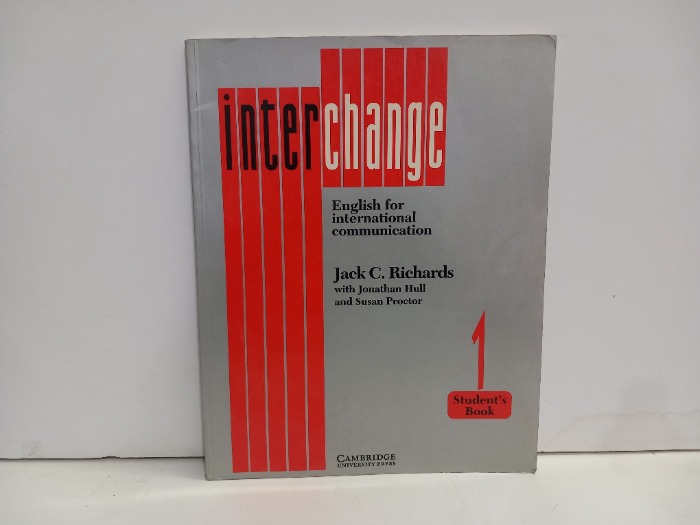 interchange
English for
international
communication
Jack C. Richards
with Jonathan Hull
and Susan Proctor
1
Student's
Book
CAMBRIDGE
UNIVERSITY PRESS